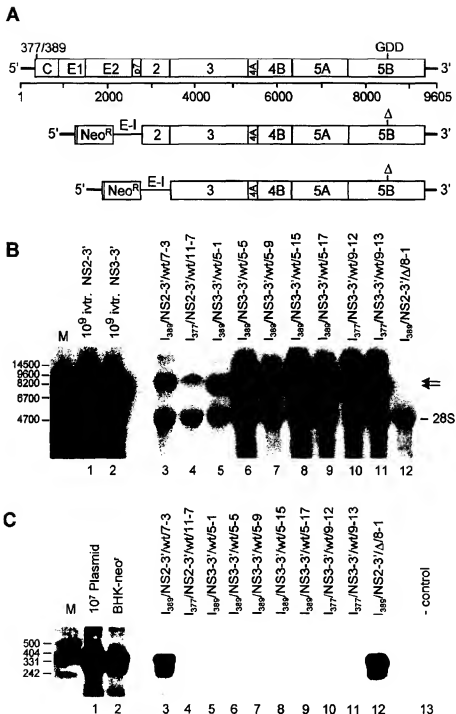 A
377/389
GDD
5' C E1 E2 p7 2 3 4A 4B 5A 5B 3'
1 2000 4000 6000 8000 9605
E-I
Δ
5' Neo^R 2 3 4A 4B 5A 5B 3'
E-I
Δ
5' Neo^R 3 4A 4B 5A 5B 3'
B
M
10^9 ivtr. NS2-3'
10^9 ivtr. NS3-3'
I389/NS2-3'/wt/7-3
I377/NS2-3'/wt/11-7
I389/NS3-3'/wt/5-1
I389/NS3-3'/wt/5-5
I389/NS3-3'/wt/5-9
I389/NS3-3'/wt/5-15
I389/NS3-3'/wt/5-17
I377/NS3-3'/wt/9-12
I377/NS3-3'/wt/9-13
I389/NS2-3'/Δ/8-1
14500
9600
8200
6700
4700
28S
1 2 3 4 5 6 7 8 9 10 11 12
C
M
10^7 Plasmid
BHK-neo^r
I389/NS2-3'/wt/7-3
I377/NS2-3'/wt/11-7
I389/NS3-3'/wt/5-1
I389/NS3-3'/wt/5-5
I389/NS3-3'/wt/5-9
I389/NS3-3'/wt/5-15
I389/NS3-3'/wt/5-17
I377/NS3-3'/wt/9-12
I377/NS3-3'/wt/9-13
I389/NS2-3'/Δ/8-1
- control
500
404
331
242
1 2 3 4 5 6 7 8 9 10 11 12 13